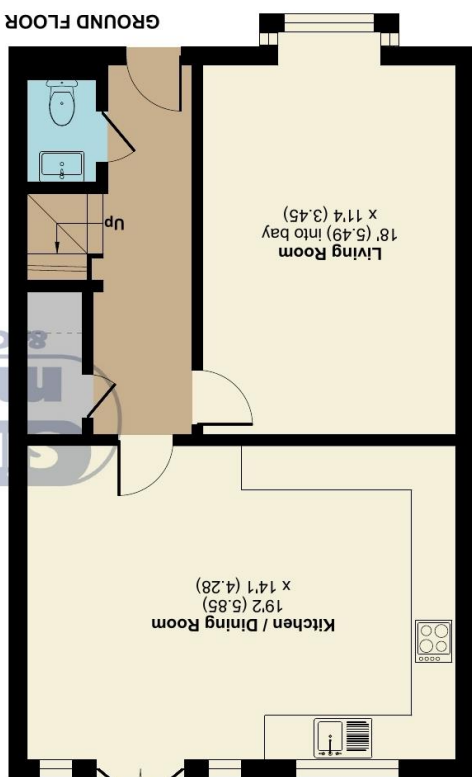 Kitchen / Dining Room
19'2 (5.85)
x 14'1 (4.28)
Living Room
18' (5.49) into bay
x 11'4 (3.45)
Up
GROUND FLOOR